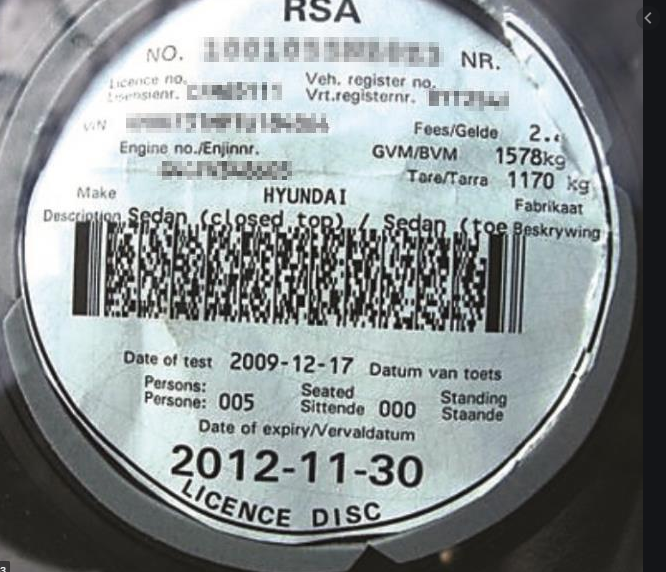 RSA
NO. NR.
Licence no. Veh. register no.
Lisensienr. Vrt.registernr.
VIN Fees/Gelde
Engine no./Enjinnr. GVM/BVM 1578kg
Tare/Tarra 1170 kg
Make HYUNDAI Fabrikaat
Description Sedan (closed top) / Sedan (toe Beskrywing
Date of test 2009-12-17 Datum van toets
Persons: Seated Standing
Persone: 005 Sittende 000 Staande
Date of expiry/Vervaldatum
2012-11-30
LICENCE DISC